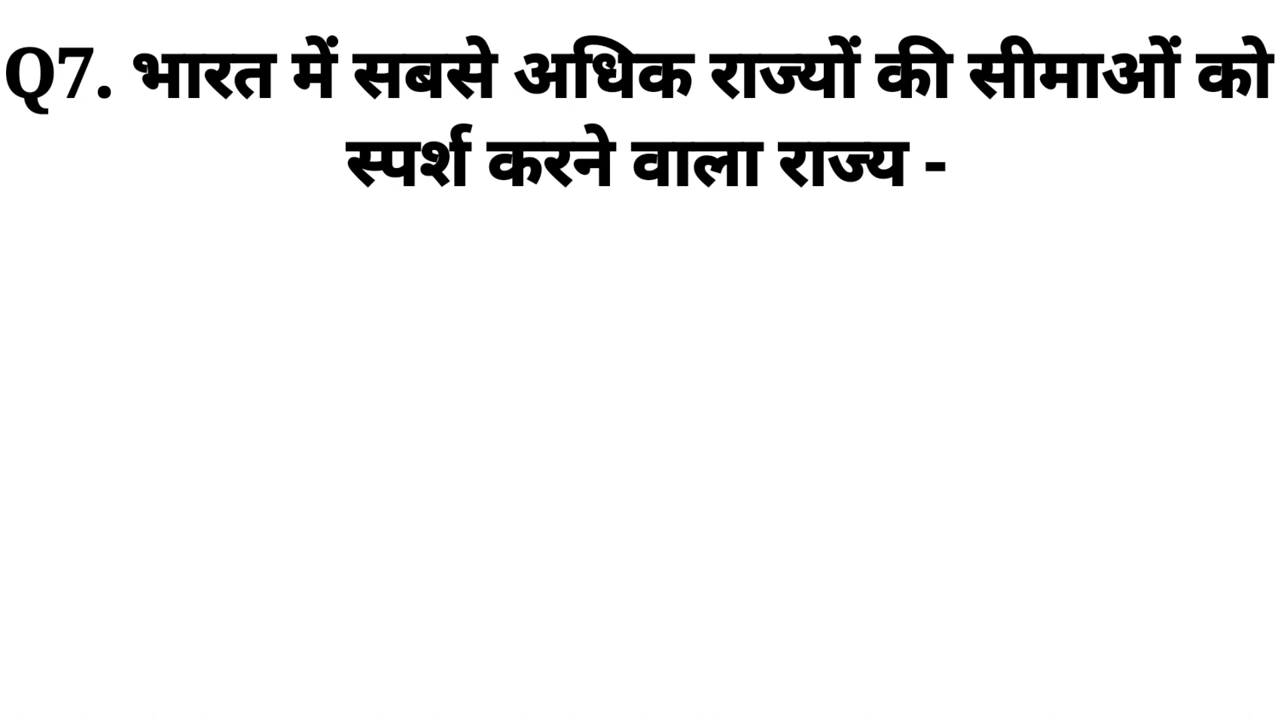 Q7. भारत में सबसे अधिक राज्यों की सीमाओं को
स्पर्श करने वाला राज्य -